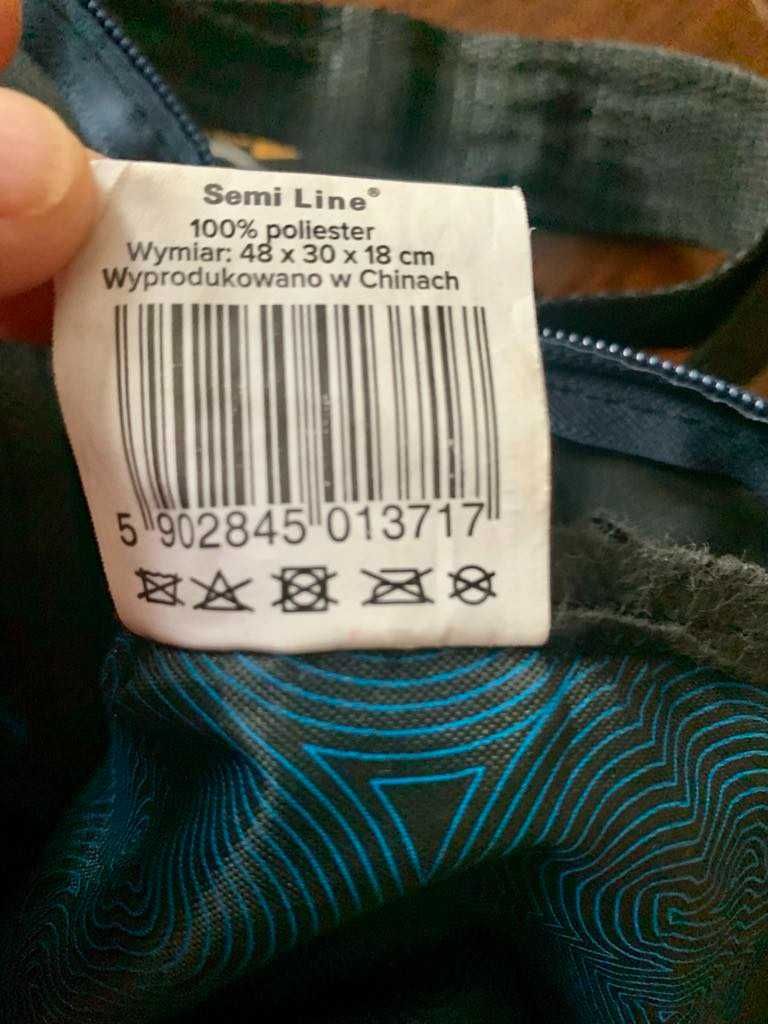 Semi Line®
100% poliester
Wymiar: 48 x 30 x 18 cm
Wyprodukowano w Chinach
5 902845 013717